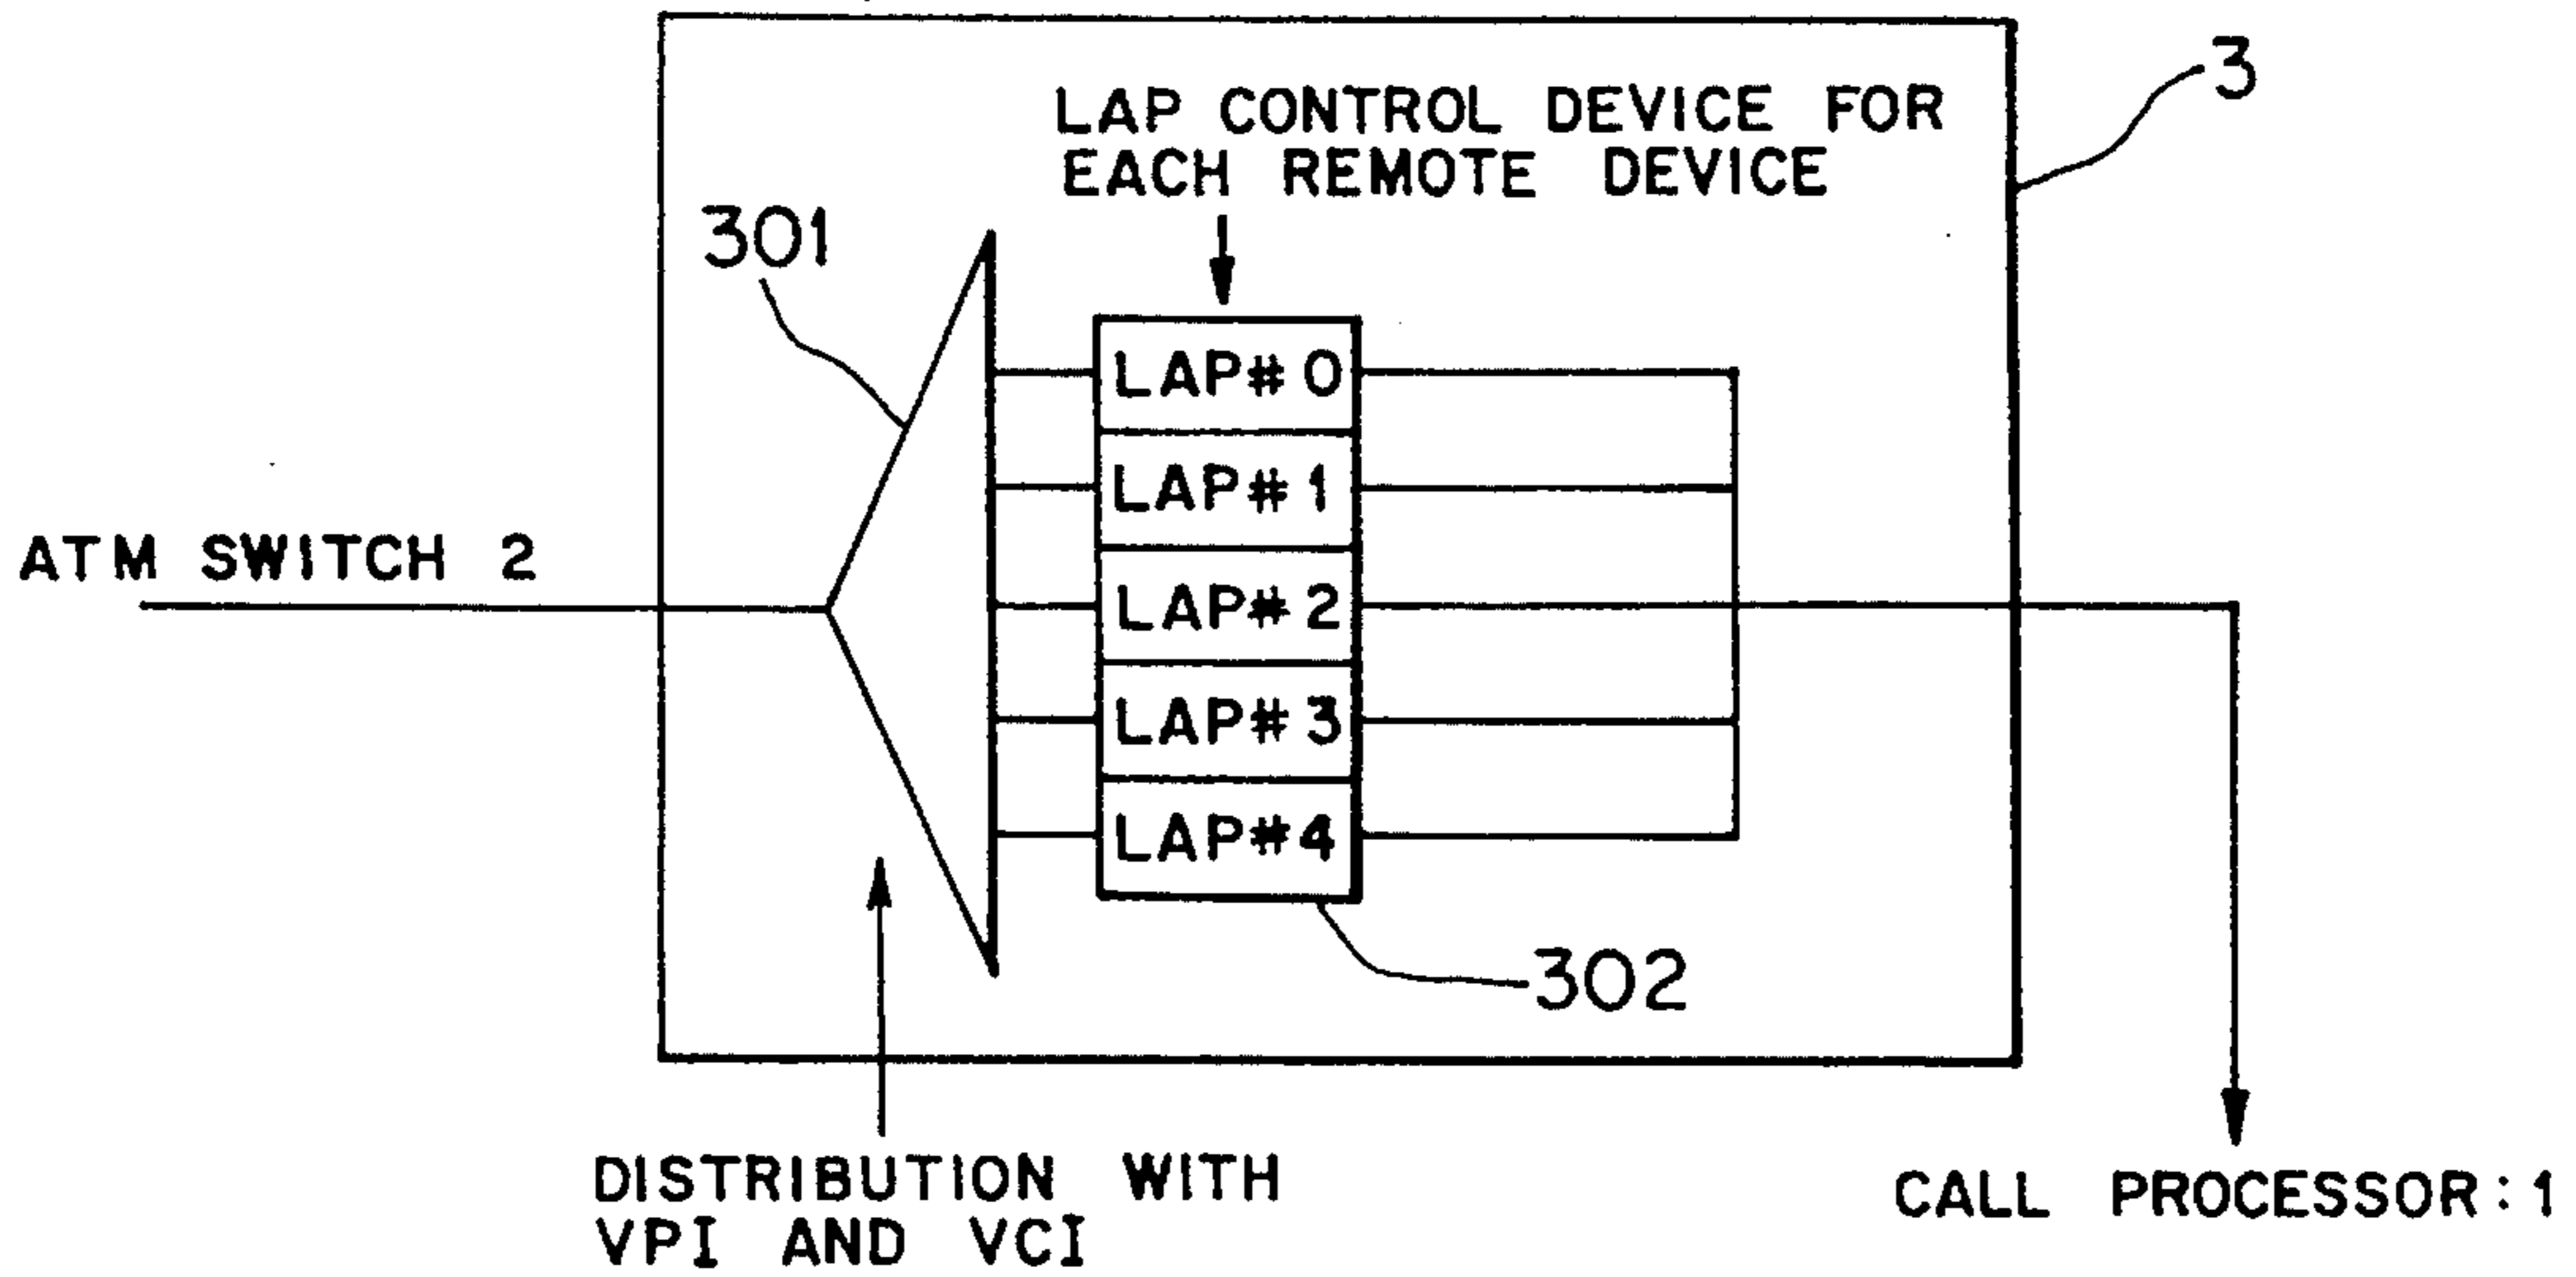 3
LAP CONTROL DEVICE FOR
EACH REMOTE DEVICE
301
LAP# 0
LAP# 1
ATM SWITCH 2
LAP# 2
LAP# 3
LAP#4
302
DISTRIBUTION WITH
VPI AND VCI
CALL PROCESSOR:1